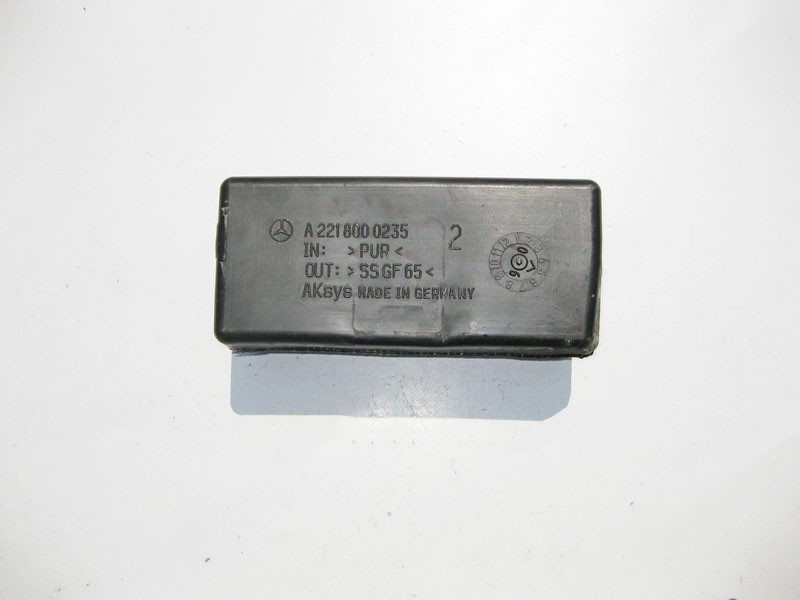 A 221 800 0235
IN: >PUR<
OUT: >SS GF 65<
AKsys MADE IN GERMANY
2